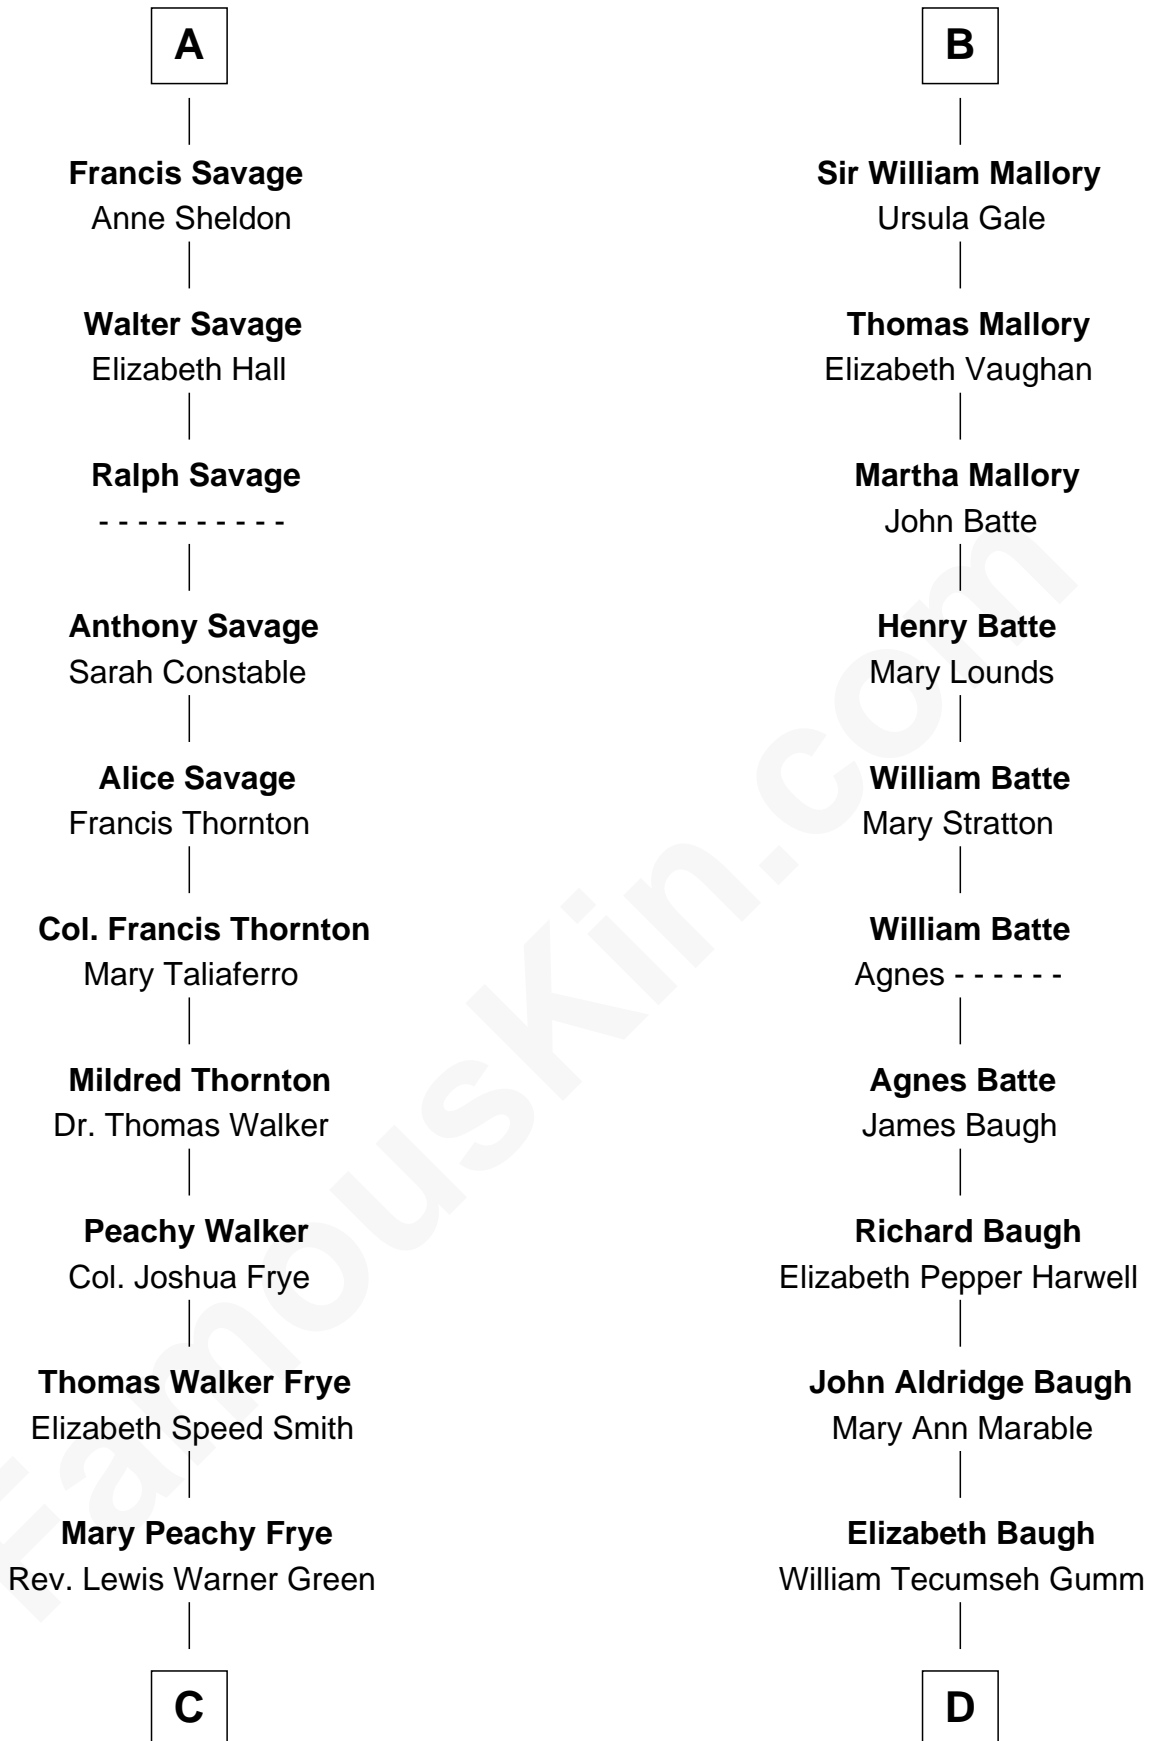 A
Francis Savage
Anne Sheldon
Walter Savage
Elizabeth Hall
Ralph Savage
- - - - - - - - - -
Anthony Savage
Sarah Constable
Alice Savage
Francis Thornton
Col. Francis Thornton
Mary Taliaferro
Mildred Thornton
Dr. Thomas Walker
Peachy Walker
Col. Joshua Frye
Thomas Walker Frye
Elizabeth Speed Smith
Mary Peachy Frye
Rev. Lewis Warner Green
C
B
Sir William Mallory
Ursula Gale
Thomas Mallory
Elizabeth Vaughan
Martha Mallory
John Batte
Henry Batte
Mary Lounds
William Batte
Mary Stratton
William Batte
Agnes - - - - - -
Agnes Batte
James Baugh
Richard Baugh
Elizabeth Pepper Harwell
John Aldridge Baugh
Mary Ann Marable
Elizabeth Baugh
William Tecumseh Gumm
D
FamousKin.com